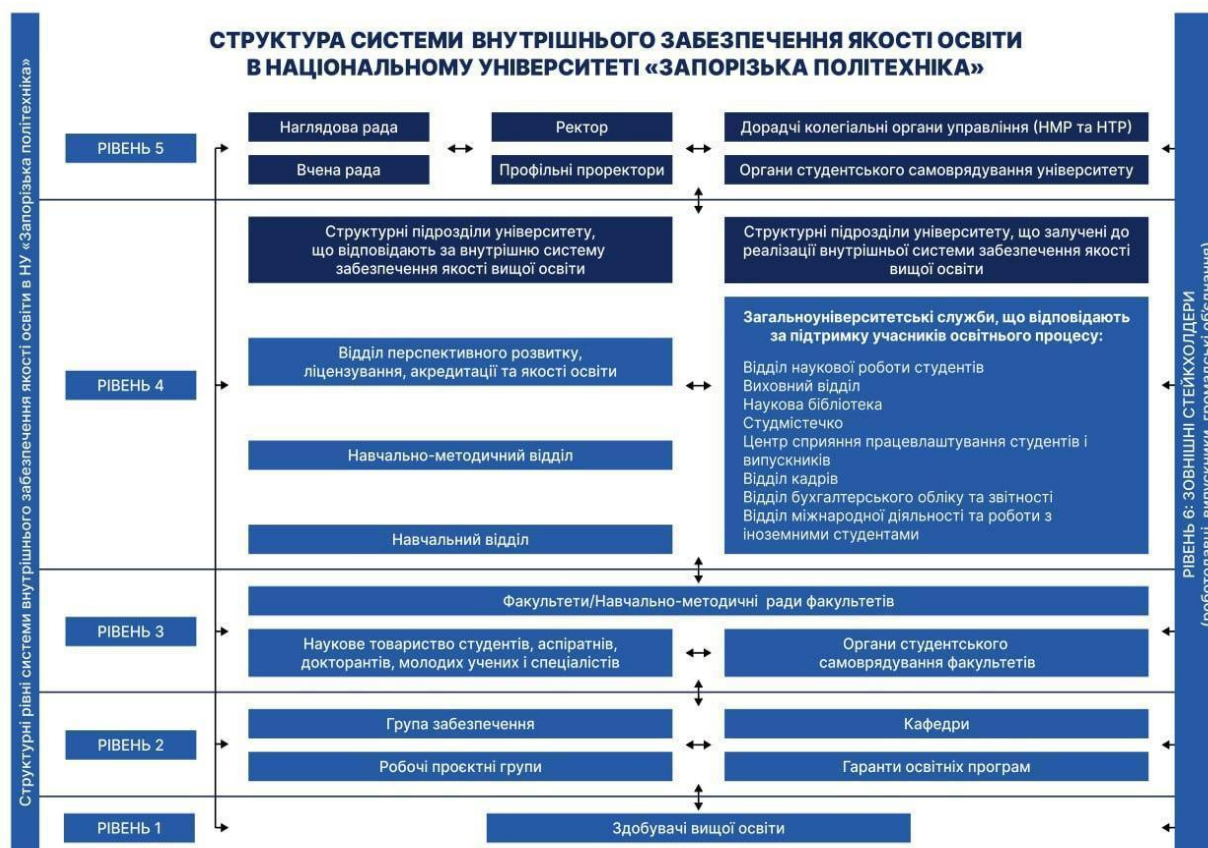 СТРУКТУРА СИСТЕМИ ВНУТРІШНЬОГО ЗАБЕЗПЕЧЕННЯ ЯКОСТІ ОСВІТИ
В НАЦІОНАЛЬНОМУ УНІВЕРСИТЕТІ «ЗАПОРІЗЬКА ПОЛІТЕХНІКА»
Структурні рівні системи внутрішнього забезпечення якості освіти в НУ «Запорізька політехніка»
РІВЕНЬ 5
Наглядова рада
Вчена рада
Ректор
Профільні проректори
Дорадчі колегіальні органи управління (НМР та НТР)
Органи студентського самоврядування університету
РІВЕНЬ 4
Структурні підрозділи університету,
що відповідають за внутрішню систему
забезпечення якості вищої освіти
Відділ перспективного розвитку,
ліцензування, акредитації та якості освіти
Навчально-методичний відділ
Навчальний відділ
Структурні підрозділи університету, що залучені до
реалізації внутрішньої системи забезпечення якості
вищої освіти
Загальноуніверситетські служби, що відповідають
за підтримку учасників освітнього процесу:
Відділ наукової роботи студентів
Виховний відділ
Наукова бібліотека
Студмістечко
Центр сприяння працевлаштування студентів і
випускників
Відділ кадрів
Відділ бухгалтерського обліку та звітності
Відділ міжнародної діяльності та роботи з
іноземними студентами
РІВЕНЬ 3
Факультети/Навчально-методичні ради факультетів
Наукове товариство студентів, аспіратнів,
докторантів, молодих учених і спеціалістів
Органи студентського
самоврядування факультетів
РІВЕНЬ 2
Група забезпечення
Робочі проєктні групи
Кафедри
Гаранти освітніх програм
РІВЕНЬ 1
Здобувачі вищої освіти
РІВЕНЬ 6: ЗОВНІШНІ СТЕЙКХОЛДЕРИ
(роботодавці, випускники, громадські об'єднання)